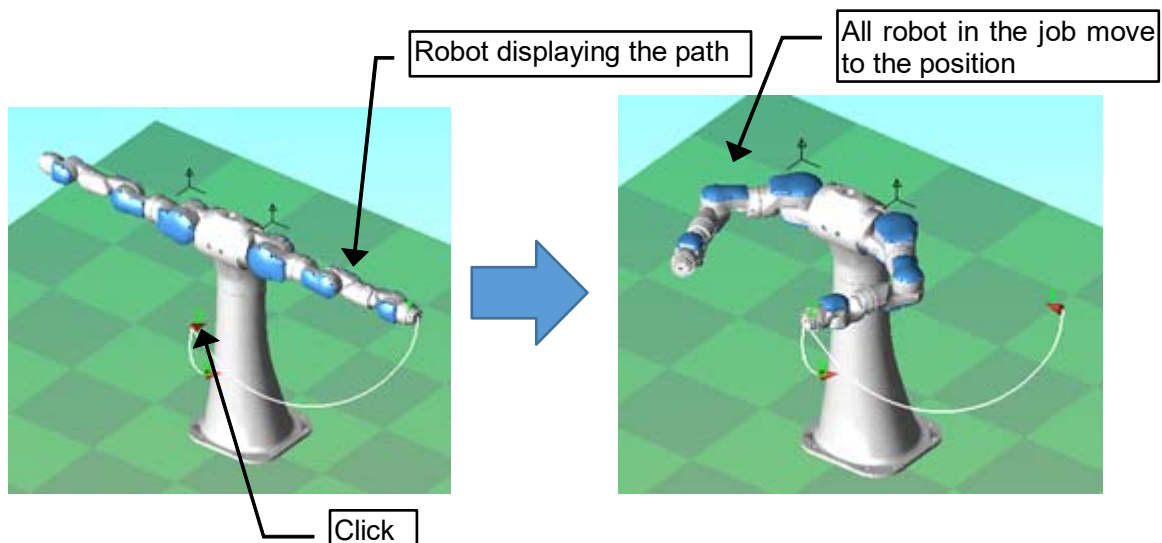 All robot in the job move
to the position
Robot displaying the path
Click